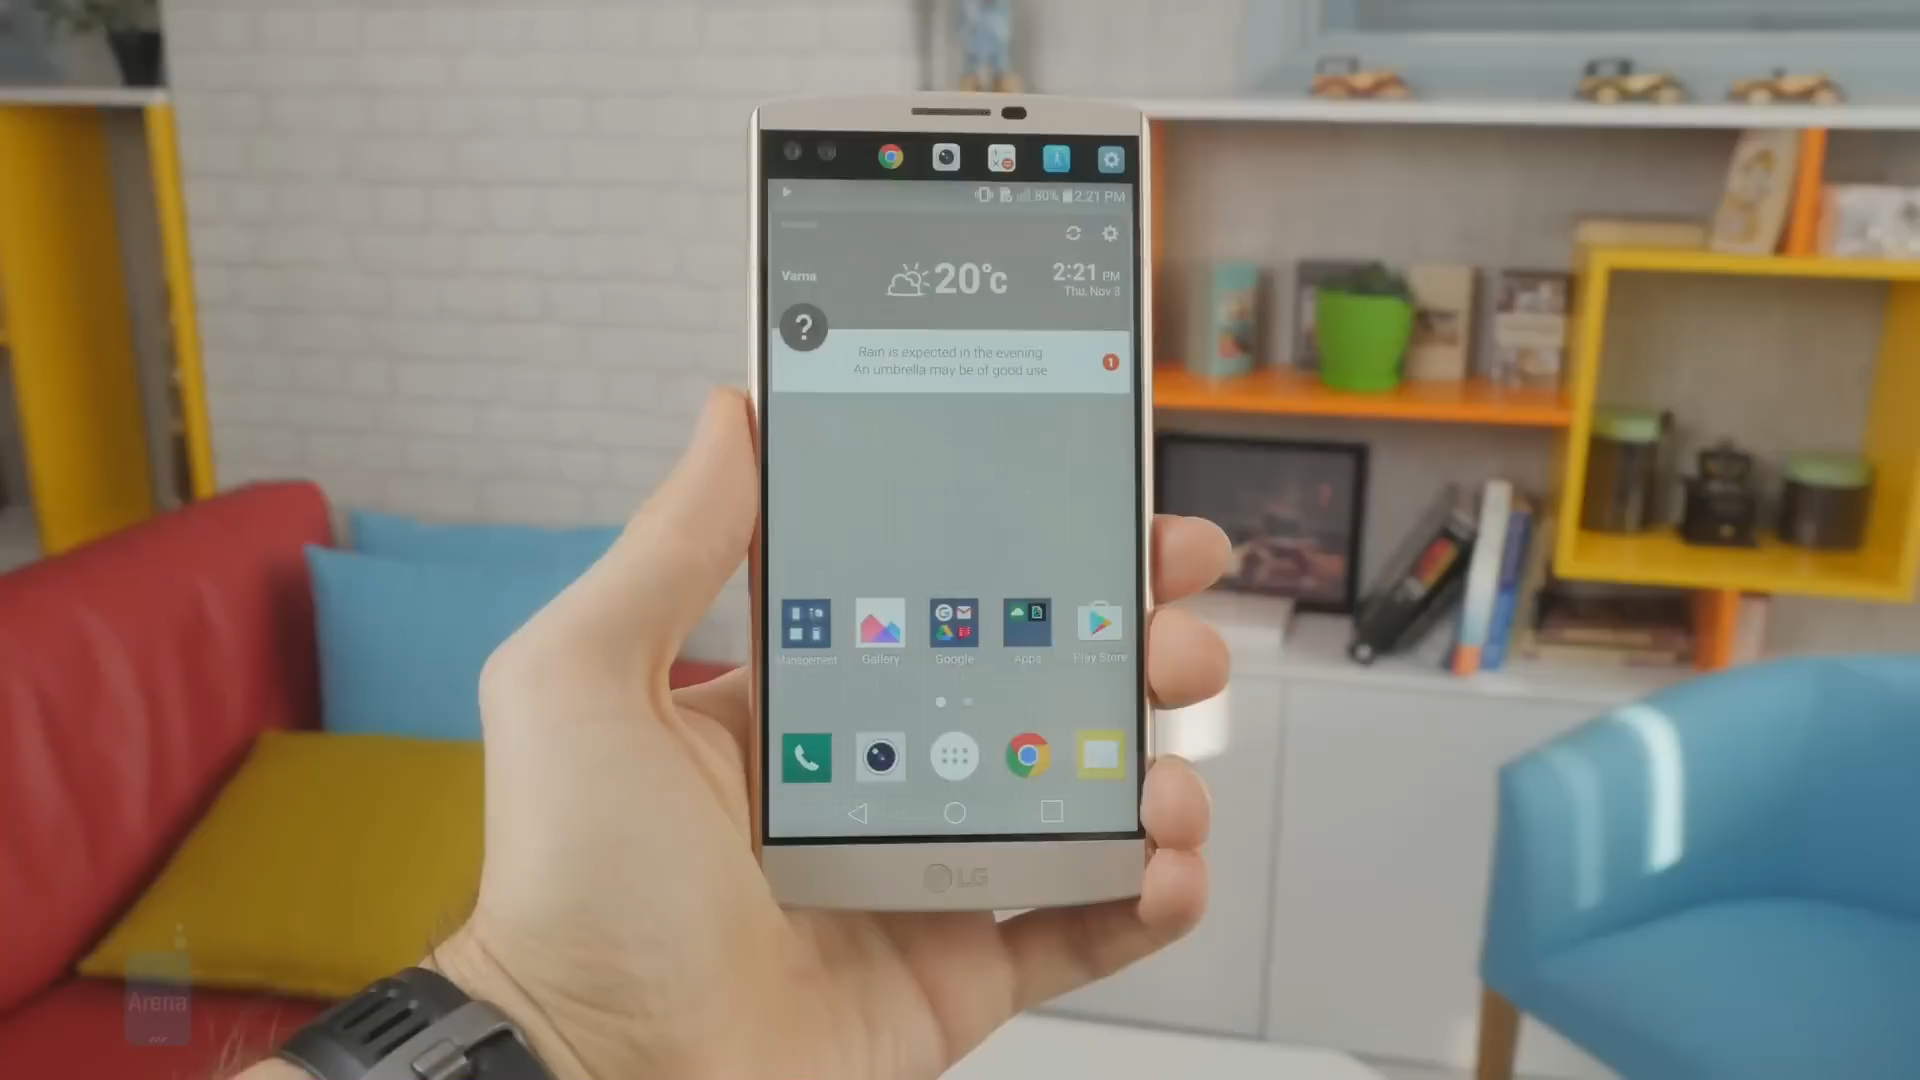 80% 2:21 PM
Varna
20°C
2:21 PM
Thu, Nov 3
?
Rain is expected in the evening
An umbrella may be of good use
1
Management
Gallery
Google
Apps
Play Store
LG
Arena